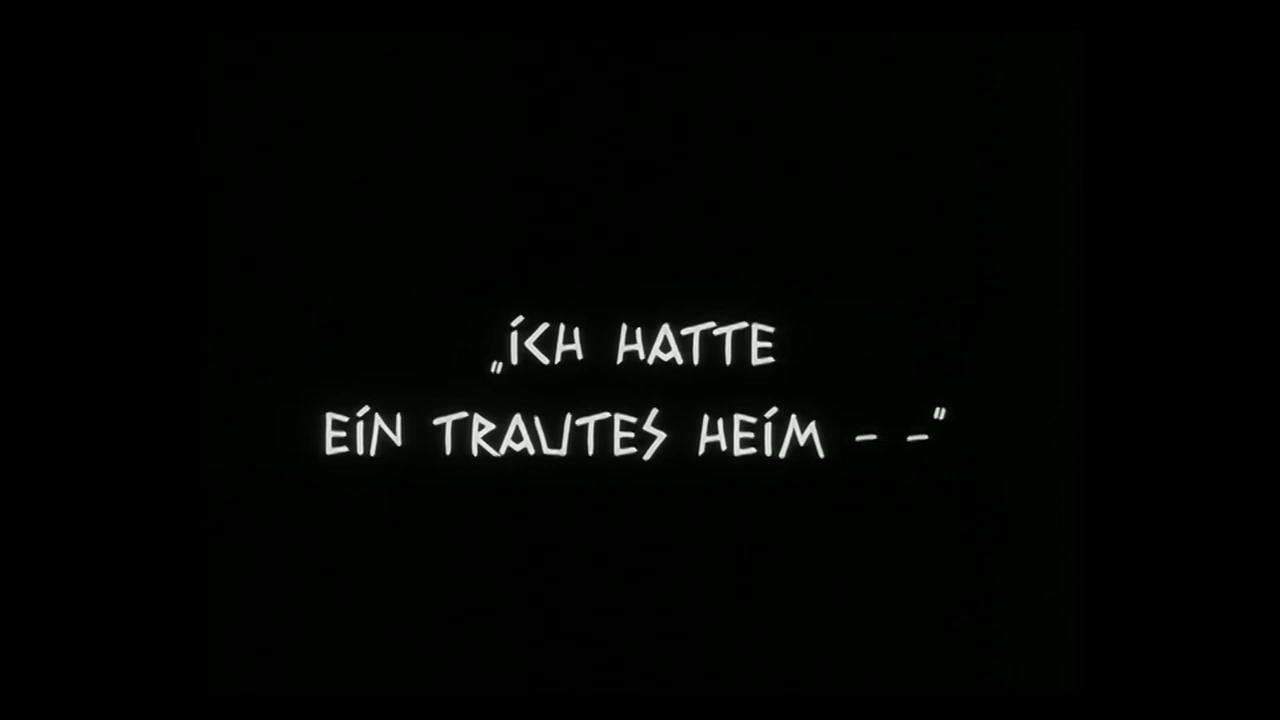 „ICH HATTE
EIN TRAUTES HEIM - -"